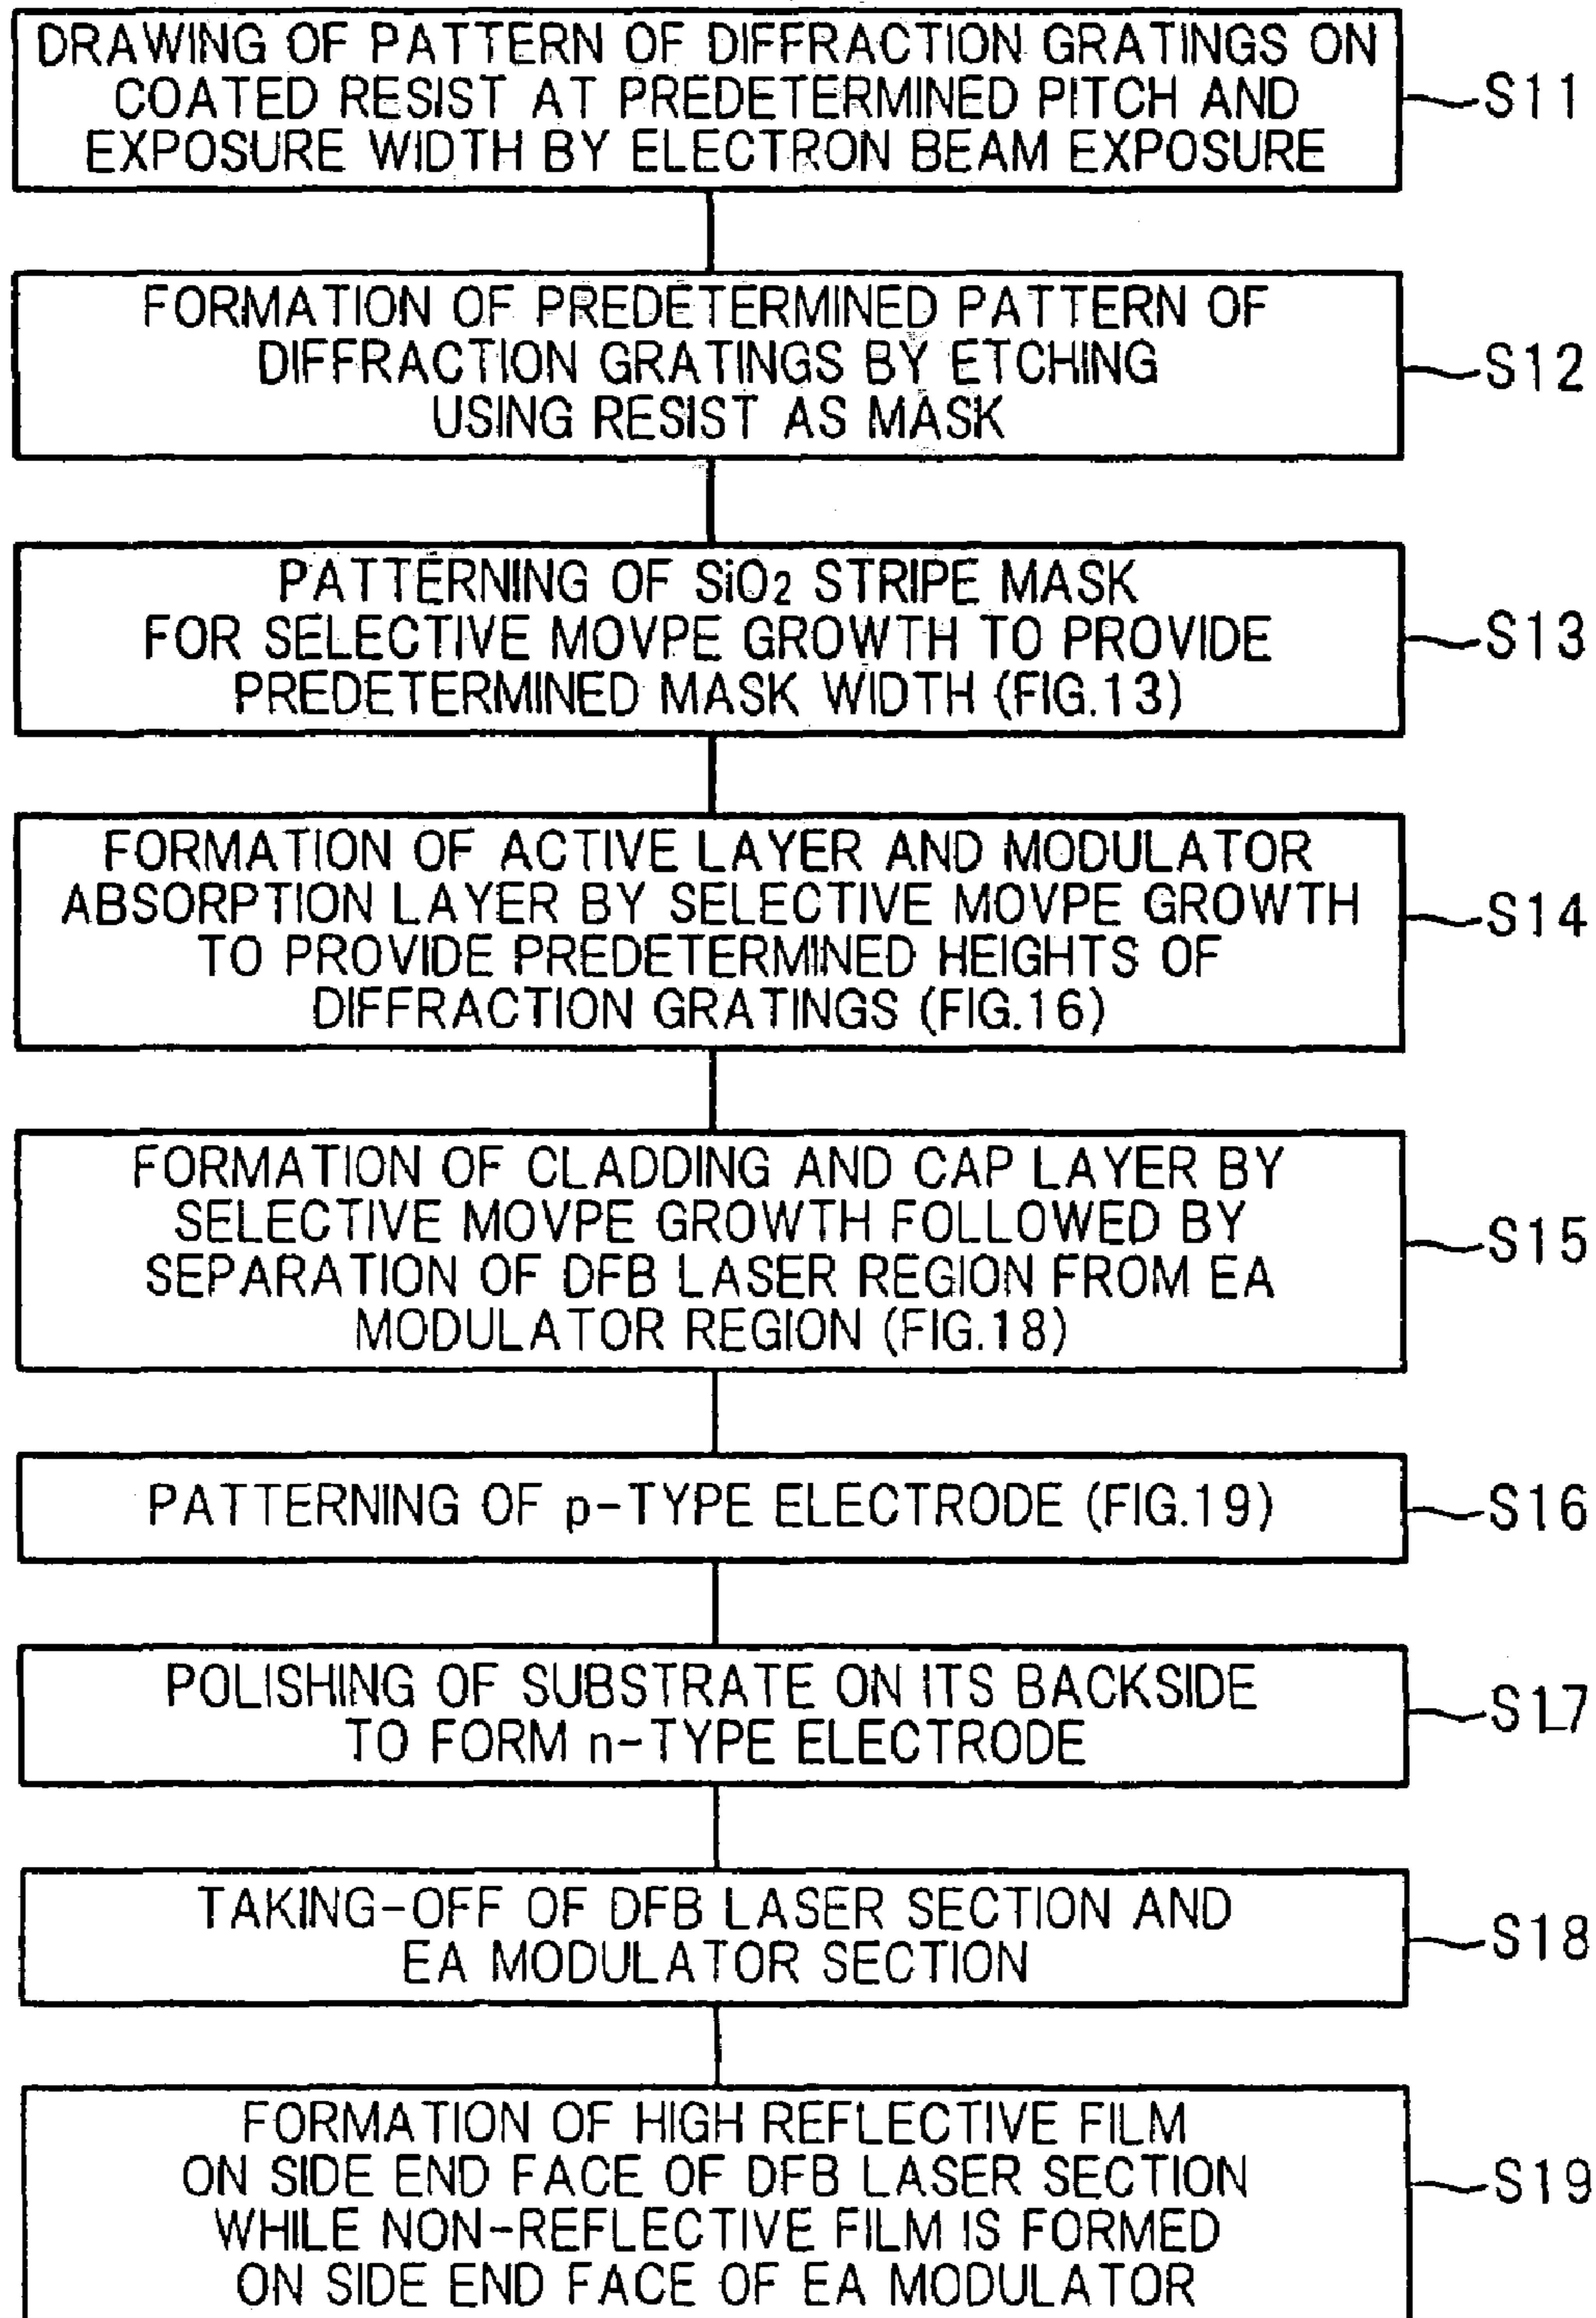 DRAWING OF PATTERN OF DIFFRACTION GRATINGS ON
COATED RESIST AT PREDETERMINED PITCH AND
EXPOSURE WIDTH BY ELECTRON BEAM EXPOSURE
S11
FORMATION OF PREDETERMINED PATTERN OF
DIFFRACTION GRATINGS BY ETCHING
USING RESIST AS MASK
S12
PATTERNING OF SiO₂ STRIPE MASK
FOR SELECTIVE MOVPE GROWTH TO PROVIDE
PREDETERMINED MASK WIDTH (FIG.13)
S13
FORMATION OF ACTIVE LAYER AND MODULATOR
ABSORPTION LAYER BY SELECTIVE MOVPE GROWTH
TO PROVIDE PREDETERMINED HEIGHTS OF
DIFFRACTION GRATINGS (FIG.16)
S14
FORMATION OF CLADDING AND CAP LAYER BY
SELECTIVE MOVPE GROWTH FOLLOWED BY
SEPARATION OF DFB LASER REGION FROM EA
MODULATOR REGION (FIG.18)
S15
PATTERNING OF p-TYPE ELECTRODE (FIG.19)
S16
POLISHING OF SUBSTRATE ON ITS BACKSIDE
TO FORM n-TYPE ELECTRODE
S17
TAKING-OFF OF DFB LASER SECTION AND
EA MODULATOR SECTION
S18
FORMATION OF HIGH REFLECTIVE FILM
ON SIDE END FACE OF DFB LASER SECTION
WHILE NON-REFLECTIVE FILM IS FORMED
ON SIDE END FACE OF EA MODULATOR
S19